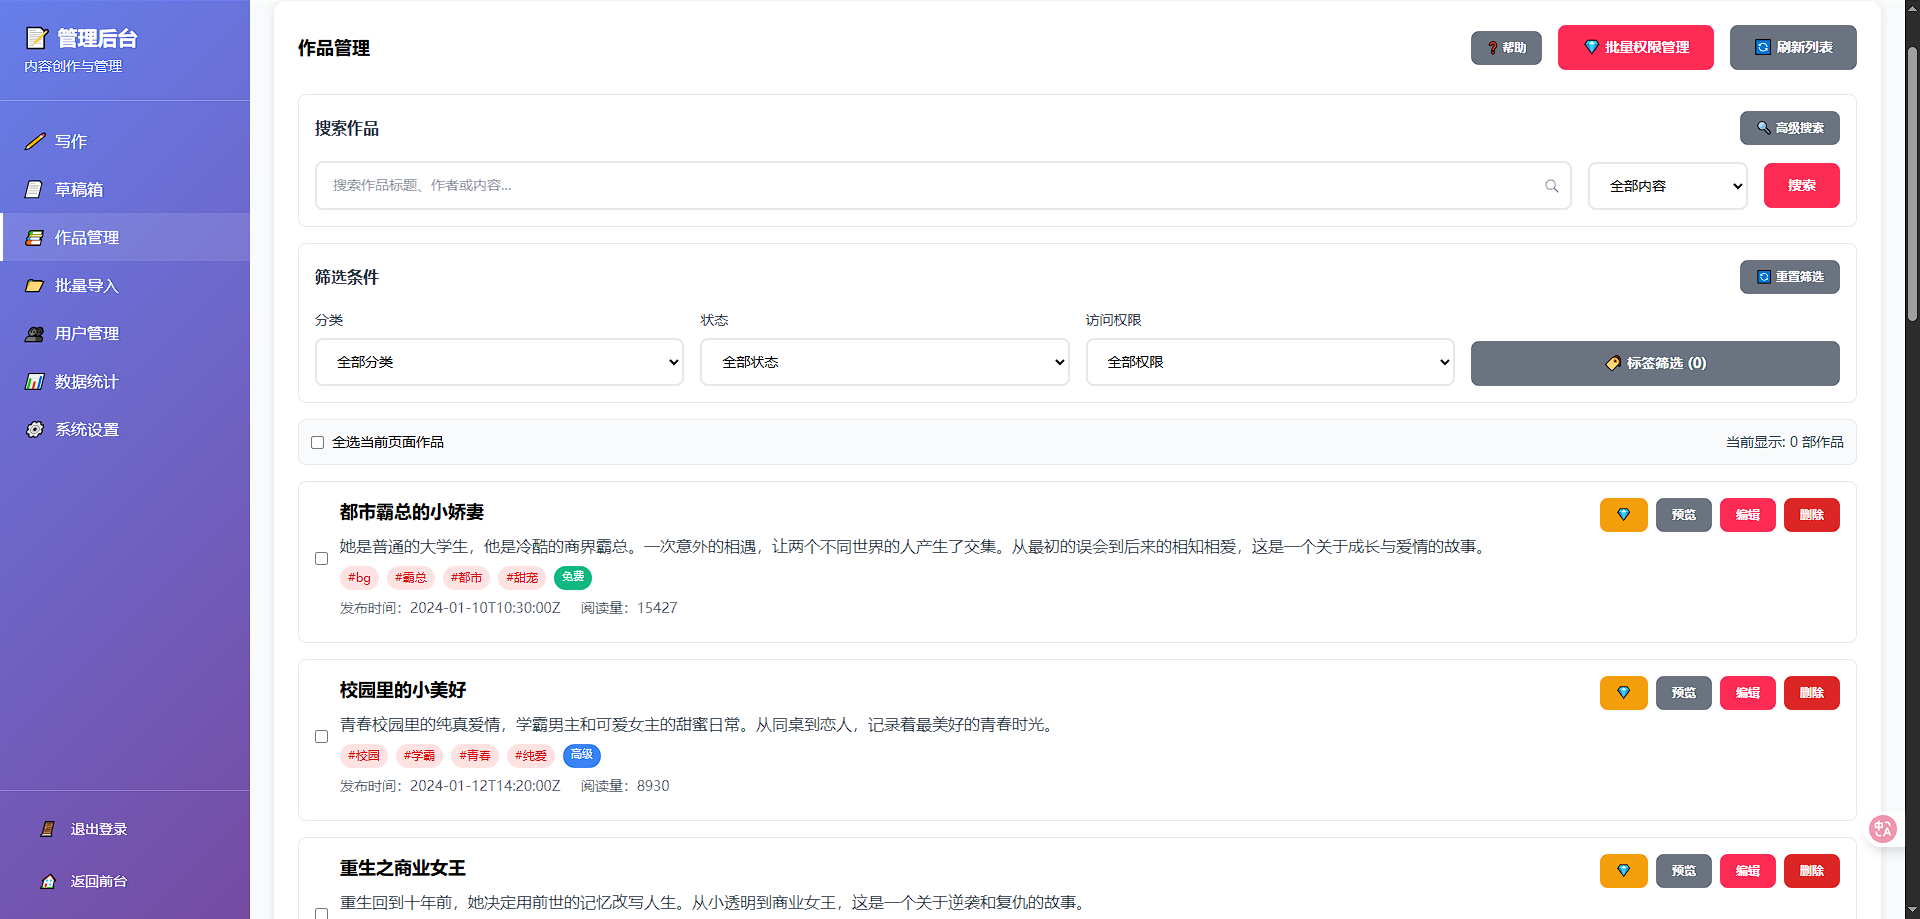 管理后台
内容创作与管理
写作
草稿箱
作品管理
批量导入
用户管理
数据统计
系统设置
退出登录
返回前台
作品管理
❓ 帮助
💎 批量权限管理
🔄 刷新列表
搜索作品
🔍 高级搜索
搜索作品标题、作者或内容...
全部内容
搜索
筛选条件
🔄 重置筛选
分类
状态
访问权限
全部分类
全部状态
全部权限
🏷️ 标签筛选 (0)
全选当前页面作品
当前显示: 0 部作品
都市霸总的小娇妻
预览
编辑
删除
她是普通的大学生，他是冷酷的商界霸总。一次意外的相遇，让两个不同世界的人产生了交集。从最初的误会到后来的相知相爱，这是一个关于成长与爱情的故事。
#bg #霸总 #都市 #甜宠 免费
发布时间：2024-01-10T10:30:00Z 阅读量：15427
校园里的小美好
预览
编辑
删除
青春校园里的纯真爱情，学霸男主和可爱女主的甜蜜日常。从同桌到恋人，记录着最美好的青春时光。
#校园 #学霸 #青春 #纯爱 高级
发布时间：2024-01-12T14:20:00Z 阅读量：8930
重生之商业女王
预览
编辑
删除
重生回到十年前，她决定用前世的记忆改写人生。从小透明到商业女王，这是一个关于逆袭和复仇的故事。
中A